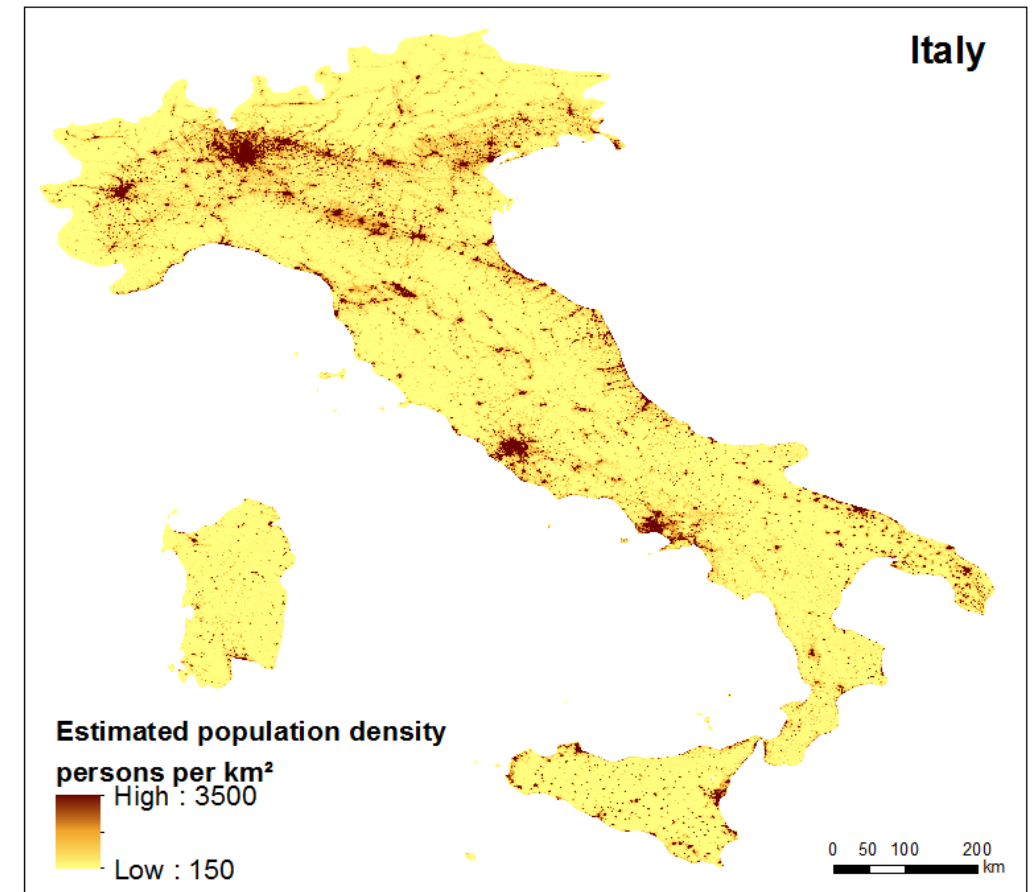 Italy
Estimated population density
persons per km²
High : 3500
Low : 150
0 50 100 200
km